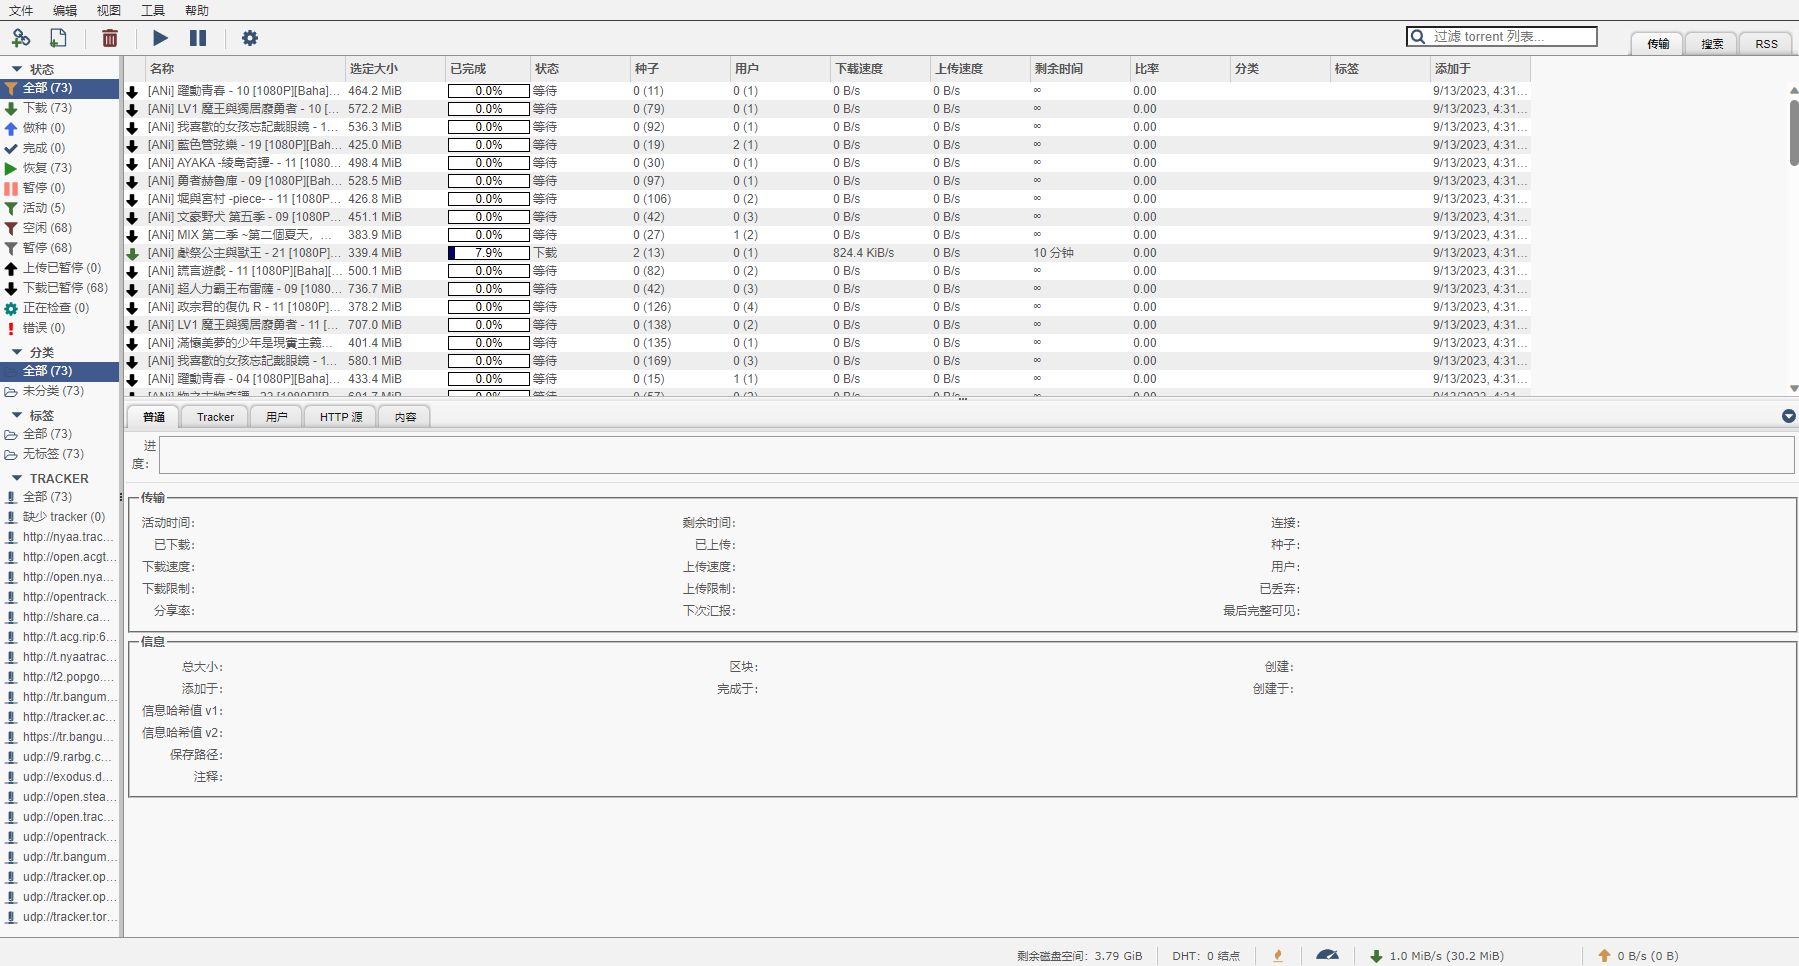 文件 编辑 视图 工具 帮助
过滤 torrent 列表...
传输 搜索 RSS
状态
全部 (73)
下载 (73)
做种 (0)
完成 (0)
恢复 (73)
暂停 (0)
活动 (5)
空闲 (68)
暂停 (68)
上传已暂停 (0)
下载已暂停 (68)
正在检查 (0)
错误 (0)
分类
全部 (73)
未分类 (73)
标签
全部 (73)
无标签 (73)
TRACKER
全部 (73)
缺少 tracker (0)
http://nyaa.trac...
http://open.acgt...
http://open.nya...
http://opentrack...
http://share.ca...
http://t.acg.rip:6...
http://t.nyaatrac...
http://t2.popgo....
http://tr.bangum...
http://tracker.ac...
https://tr.bangu...
udp://9.rarbg.c...
udp://exodus.d...
udp://open.stea...
udp://open.trac...
udp://opentrack...
udp://tr.bangum...
udp://tracker.op...
udp://tracker.op...
udp://tracker.tor...
名称 选定大小 已完成 状态 种子 用户 下载速度 上传速度 剩余时间 比率 分类 标签 添加于
[ANi] 躍動青春 - 10 [1080P][Baha]... 464.2 MiB 0.0% 等待 0 (11) 0 (1) 0 B/s 0 B/s ∞ 0.00 9/13/2023, 4:31...
[ANi] LV1 魔王與獨居廢勇者 - 10 [... 572.2 MiB 0.0% 等待 0 (79) 0 (1) 0 B/s 0 B/s ∞ 0.00 9/13/2023, 4:31...
[ANi] 我喜歡的女孩忘記戴眼鏡 - 1... 536.3 MiB 0.0% 等待 0 (92) 0 (1) 0 B/s 0 B/s ∞ 0.00 9/13/2023, 4:31...
[ANi] 藍色管弦樂 - 19 [1080P][Bah... 425.0 MiB 0.0% 等待 0 (19) 2 (1) 0 B/s 0 B/s ∞ 0.00 9/13/2023, 4:31...
[ANi] AYAKA -綾島奇譚- - 11 [1080... 498.4 MiB 0.0% 等待 0 (30) 0 (1) 0 B/s 0 B/s ∞ 0.00 9/13/2023, 4:31...
[ANi] 勇者赫魯庫 - 09 [1080P][Bah... 528.5 MiB 0.0% 等待 0 (97) 0 (1) 0 B/s 0 B/s ∞ 0.00 9/13/2023, 4:31...
[ANi] 堀與宮村 -piece- - 11 [1080P... 426.8 MiB 0.0% 等待 0 (106) 0 (2) 0 B/s 0 B/s ∞ 0.00 9/13/2023, 4:31...
[ANi] 文豪野犬 第五季 - 09 [1080P]... 451.1 MiB 0.0% 等待 0 (42) 0 (3) 0 B/s 0 B/s ∞ 0.00 9/13/2023, 4:31...
[ANi] MIX 第二季 ~第二個夏天, ... 383.9 MiB 0.0% 等待 0 (27) 1 (2) 0 B/s 0 B/s ∞ 0.00 9/13/2023, 4:31...
[ANi] 獻祭公主與獸王 - 21 [1080P]... 339.4 MiB 7.9% 下载 2 (13) 0 (1) 824.4 KiB/s 0 B/s 10 分钟 0.00 9/13/2023, 4:31...
[ANi] 謊言遊戲 - 11 [1080P][Baha][... 500.1 MiB 0.0% 等待 0 (82) 0 (2) 0 B/s 0 B/s ∞ 0.00 9/13/2023, 4:31...
[ANi] 超人力霸王布雷薩 - 09 [1080... 736.7 MiB 0.0% 等待 0 (42) 0 (3) 0 B/s 0 B/s ∞ 0.00 9/13/2023, 4:31...
[ANi] 政宗君的復仇 R - 11 [1080P]... 378.2 MiB 0.0% 等待 0 (126) 0 (4) 0 B/s 0 B/s ∞ 0.00 9/13/2023, 4:31...
[ANi] LV1 魔王與獨居廢勇者 - 11 [... 707.0 MiB 0.0% 等待 0 (138) 0 (2) 0 B/s 0 B/s ∞ 0.00 9/13/2023, 4:31...
[ANi] 滿懷美夢的少年是現實主義... 401.4 MiB 0.0% 等待 0 (135) 0 (1) 0 B/s 0 B/s ∞ 0.00 9/13/2023, 4:31...
[ANi] 我喜歡的女孩忘記戴眼鏡 - 1... 580.1 MiB 0.0% 等待 0 (169) 0 (3) 0 B/s 0 B/s ∞ 0.00 9/13/2023, 4:31...
[ANi] 躍動青春 - 04 [1080P][Baha]... 433.4 MiB 0.0% 等待 0 (15) 1 (1) 0 B/s 0 B/s ∞ 0.00 9/13/2023, 4:31...
普通 Tracker 用户 HTTP 源 内容
进
度:
传输
活动时间: 剩余时间: 连接:
已下载: 已上传: 种子:
下载速度: 上传速度: 用户:
下载限制: 上传限制: 已丢弃:
分享率: 下次汇报: 最后完整可见:
信息
总大小: 区块: 创建:
添加于: 完成于: 创建于:
信息哈希值 v1:
信息哈希值 v2:
保存路径:
注释:
剩余磁盘空间: 3.79 GiB DHT: 0 结点 1.0 MiB/s (30.2 MiB) 0 B/s (0 B)